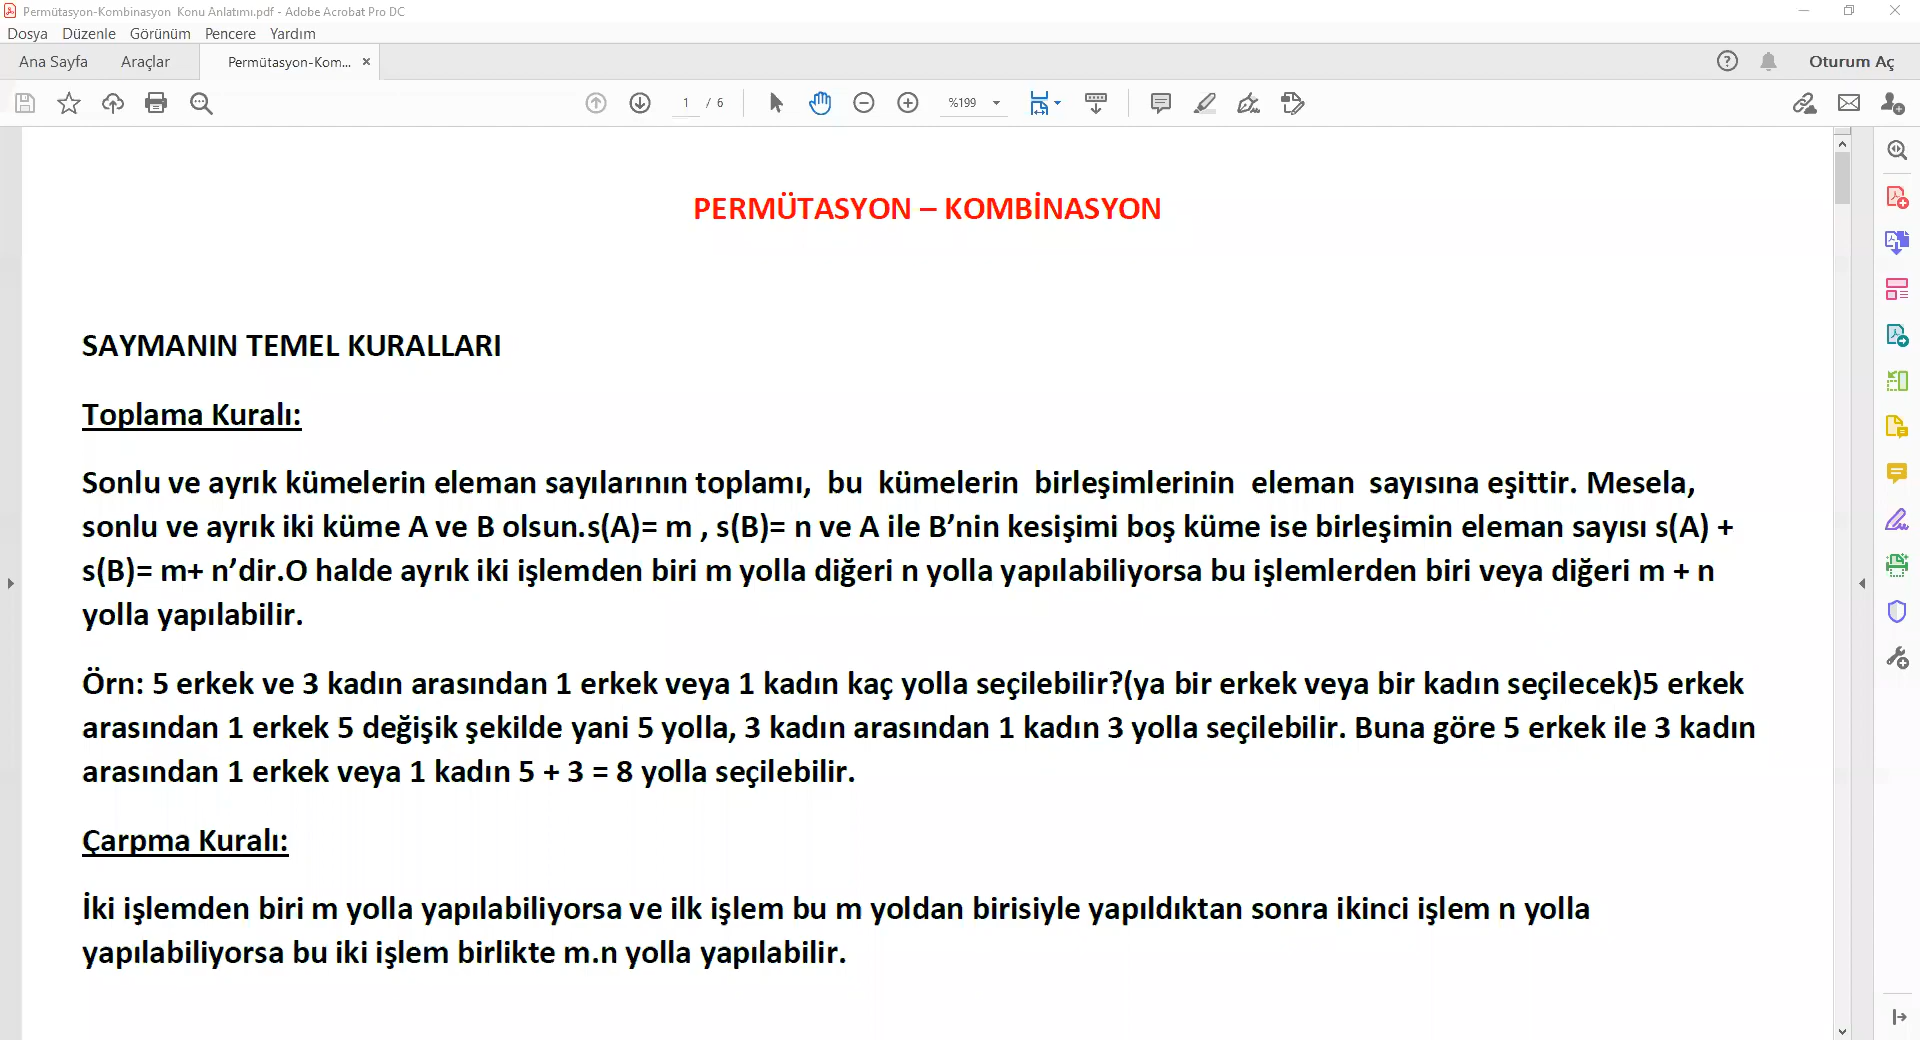 Permütasyon-Kombinasyon  Konu Anlatımı.pdf - Adobe Acrobat Pro DC
Dosya Düzenle Görünüm Pencere Yardım
Ana Sayfa Araçlar Permütasyon-Kom... × Oturum Aç
1 / 6 %199
PERMÜTASYON – KOMBİNASYON
SAYMANIN TEMEL KURALLARI
Toplama Kuralı:
Sonlu ve ayrık kümelerin eleman sayılarının toplamı,  bu  kümelerin  birleşimlerinin  eleman  sayısına eşittir. Mesela,
sonlu ve ayrık iki küme A ve B olsun.s(A)= m , s(B)= n ve A ile B’nin kesişimi boş küme ise birleşimin eleman sayısı s(A) +
s(B)= m+ n’dir.O halde ayrık iki işlemden biri m yolla diğeri n yolla yapılabiliyorsa bu işlemlerden biri veya diğeri m + n
yolla yapılabilir.
Örn: 5 erkek ve 3 kadın arasından 1 erkek veya 1 kadın kaç yolla seçilebilir?(ya bir erkek veya bir kadın seçilecek)5 erkek
arasından 1 erkek 5 değişik şekilde yani 5 yolla, 3 kadın arasından 1 kadın 3 yolla seçilebilir. Buna göre 5 erkek ile 3 kadın
arasından 1 erkek veya 1 kadın 5 + 3 = 8 yolla seçilebilir.
Çarpma Kuralı:
İki işlemden biri m yolla yapılabiliyorsa ve ilk işlem bu m yoldan birisiyle yapıldıktan sonra ikinci işlem n yolla
yapılabiliyorsa bu iki işlem birlikte m.n yolla yapılabilir.